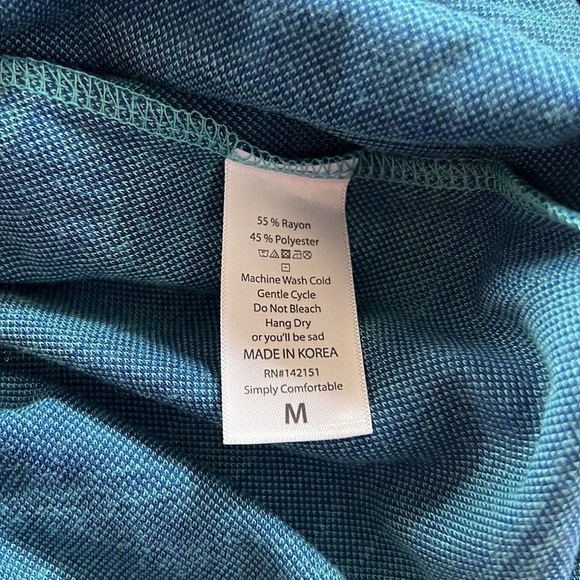 55 % Rayon
45 % Polyester
Machine Wash Cold
Gentle Cycle
Do Not Bleach
Hang Dry
or you'll be sad
MADE IN KOREA
RN#142151
Simply Comfortable
M